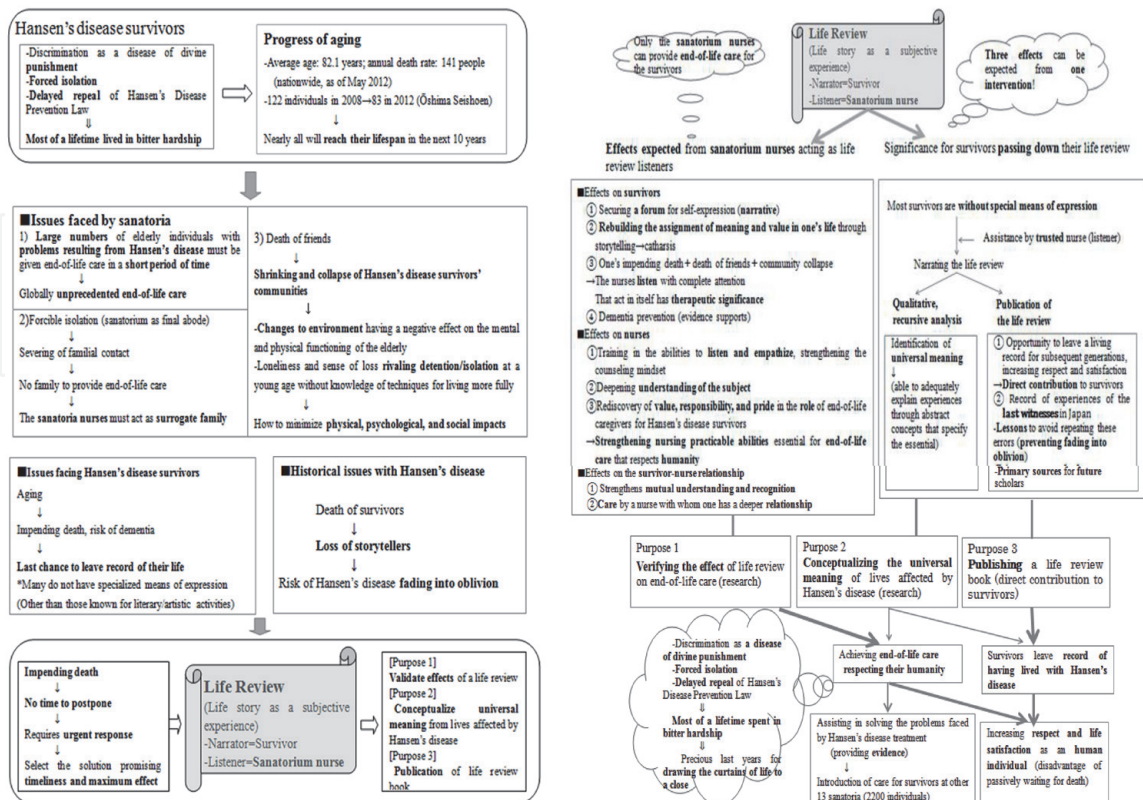 Hansen's disease survivors
-Discrimination as a disease of divine
punishment
-Forced isolation
-Delayed repeal of Hansen's Disease
Prevention Law
⇓
Most of a lifetime lived in bitter hardship
Progress of aging
-Average age: 82.1 years; annual death rate: 141 people
(nationwide, as of May 2012)
-122 individuals in 2008→83 in 2012 (Ōshima Seishoen)
↓
Nearly all will reach their lifespan in the next 10 years
■Issues faced by sanatoria
1) Large numbers of elderly individuals with
problems resulting from Hansen's disease must be
given end-of-life care in a short period of time
↓
Globally unprecedented end-of-life care
2)Forcible isolation (sanatorium as final abode)
↓
Severing of familial contact
↓
No family to provide end-of-life care
↓
The sanatoria nurses must act as surrogate family
3) Death of friends
↓
Shrinking and collapse of Hansen's disease survivors'
communities
↓
-Changes to environment having a negative effect on the mental
and physical functioning of the elderly
-Loneliness and sense of loss rivaling detention/isolation at a
young age without knowledge of techniques for living more fully
↓
How to minimize physical, psychological, and social impacts
■Issues facing Hansen's disease survivors
Aging
↓
Impending death, risk of dementia
↓
Last chance to leave record of their life
*Many do not have specialized means of expression
(Other than those known for literary/artistic activities)
■Historical issues with Hansen's disease
Death of survivors
↓
Loss of storytellers
↓
Risk of Hansen's disease fading into oblivion
Impending death
↓
No time to postpone
↓
Requires urgent response
↓
Select the solution promising
timeliness and maximum effect
Life Review
(Life story as a subjective
experience)
-Narrator=Survivor
-Listener=Sanatorium nurse
[Purpose 1]
Validate effects of a life review
[Purpose 2]
Conceptualize universal
meaning from lives affected by
Hansen's disease
[Purpose 3]
Publication of life review
book
Only the sanatorium nurses
can provide end-of-life care for
the survivors
Life Review
(Life story as a subjective
experience)
-Narrator=Survivor
-Listener=Sanatorium nurse
Three effects can be
expected from one
intervention!
Effects expected from sanatorium nurses acting as life
review listeners
Significance for survivors passing down their life review
■Effects on survivors
① Securing a forum for self-expression (narrative)
② Rebuilding the assignment of meaning and value in one's life through
storytelling→catharsis
③One's impending death + death of friends + community collapse
→The nurses listen with complete attention
That act in itself has therapeutic significance
④ Dementia prevention (evidence supports)
■Effects on nurses
①Training in the abilities to listen and empathize, strengthening the
counseling mindset
②Deepening understanding of the subject
③Rediscovery of value, responsibility, and pride in the role of end-of-life
caregivers for Hansen's disease survivors
→Strengthening nursing practicable abilities essential for end-of-life
care that respects humanity
■Effects on the survivor-nurse relationship
① Strengthens mutual understanding and recognition
②Care by a nurse with whom one has a deeper relationship
Most survivors are without special means of expression
Assistance by trusted nurse (listener)
Narrating the life review
Qualitative,
recursive analysis
Identification of
universal meaning
↓
(able to adequately
explain experiences
through abstract
concepts that specify
the essential)
Publication of
the life review
① Opportunity to leave a living
record for subsequent generations,
increasing respect and satisfaction
→Direct contribution to survivors
② Record of experiences of the
last witnesses in Japan
-Lessons to avoid repeating these
errors (preventing fading into
oblivion)
-Primary sources for future
scholars
Purpose 1
Verifying the effect of life review
on end-of-life care (research)
Purpose 2
Conceptualizing the universal
meaning of lives affected by
Hansen's disease (research)
Purpose 3
Publishing a life review
book (direct contribution to
survivors)
-Discrimination as a disease
of divine punishment
-Forced isolation
-Delayed repeal of Hansen's
Disease Prevention Law
⇓
Most of a lifetime spent in
bitter hardship
⇓
Precious last years for
drawing the curtains of life to
a close
Achieving end-of-life care
respecting their humanity
Survivors leave record of
having lived with Hansen's
disease
Assisting in solving the problems faced
by Hansen's disease treatment
(providing evidence)
↓
Introduction of care for survivors at other
13 sanatoria (2200 individuals)
Increasing respect and life
satisfaction as an human
individual (disadvantage of
passively waiting for death)